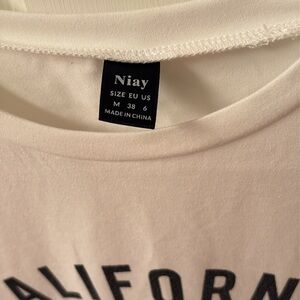 Niay
SIZE EU US
M 38 6
MADE IN CHINA
ALIFORN